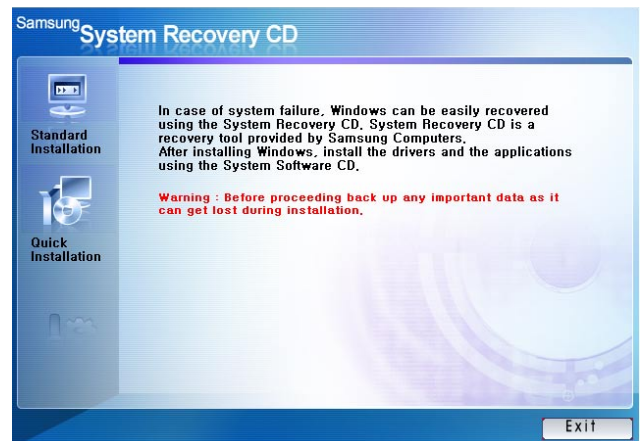 Samsung System Recovery CD
Standard
Installation
Quick
Installation
In case of system failure, Windows can be easily recovered
using the System Recovery CD, System Recovery CD is a
recovery tool provided by Samsung Computers,
After installing Windows, install the drivers and the applications
using the System Software CD,
Warning : Before proceeding back up any important data as it
can get lost during installation,
Exit